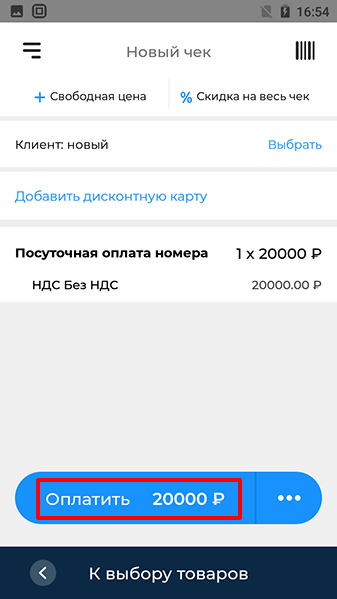 16:54
Новый чек
+ Свободная цена % Скидка на весь чек
Клиент: новый Выбрать
Добавить дисконтную карту
Посуточная оплата номера 1 x 20000 ₽
НДС Без НДС 20000.00 ₽
Оплатить 20000 ₽ •••
К выбору товаров